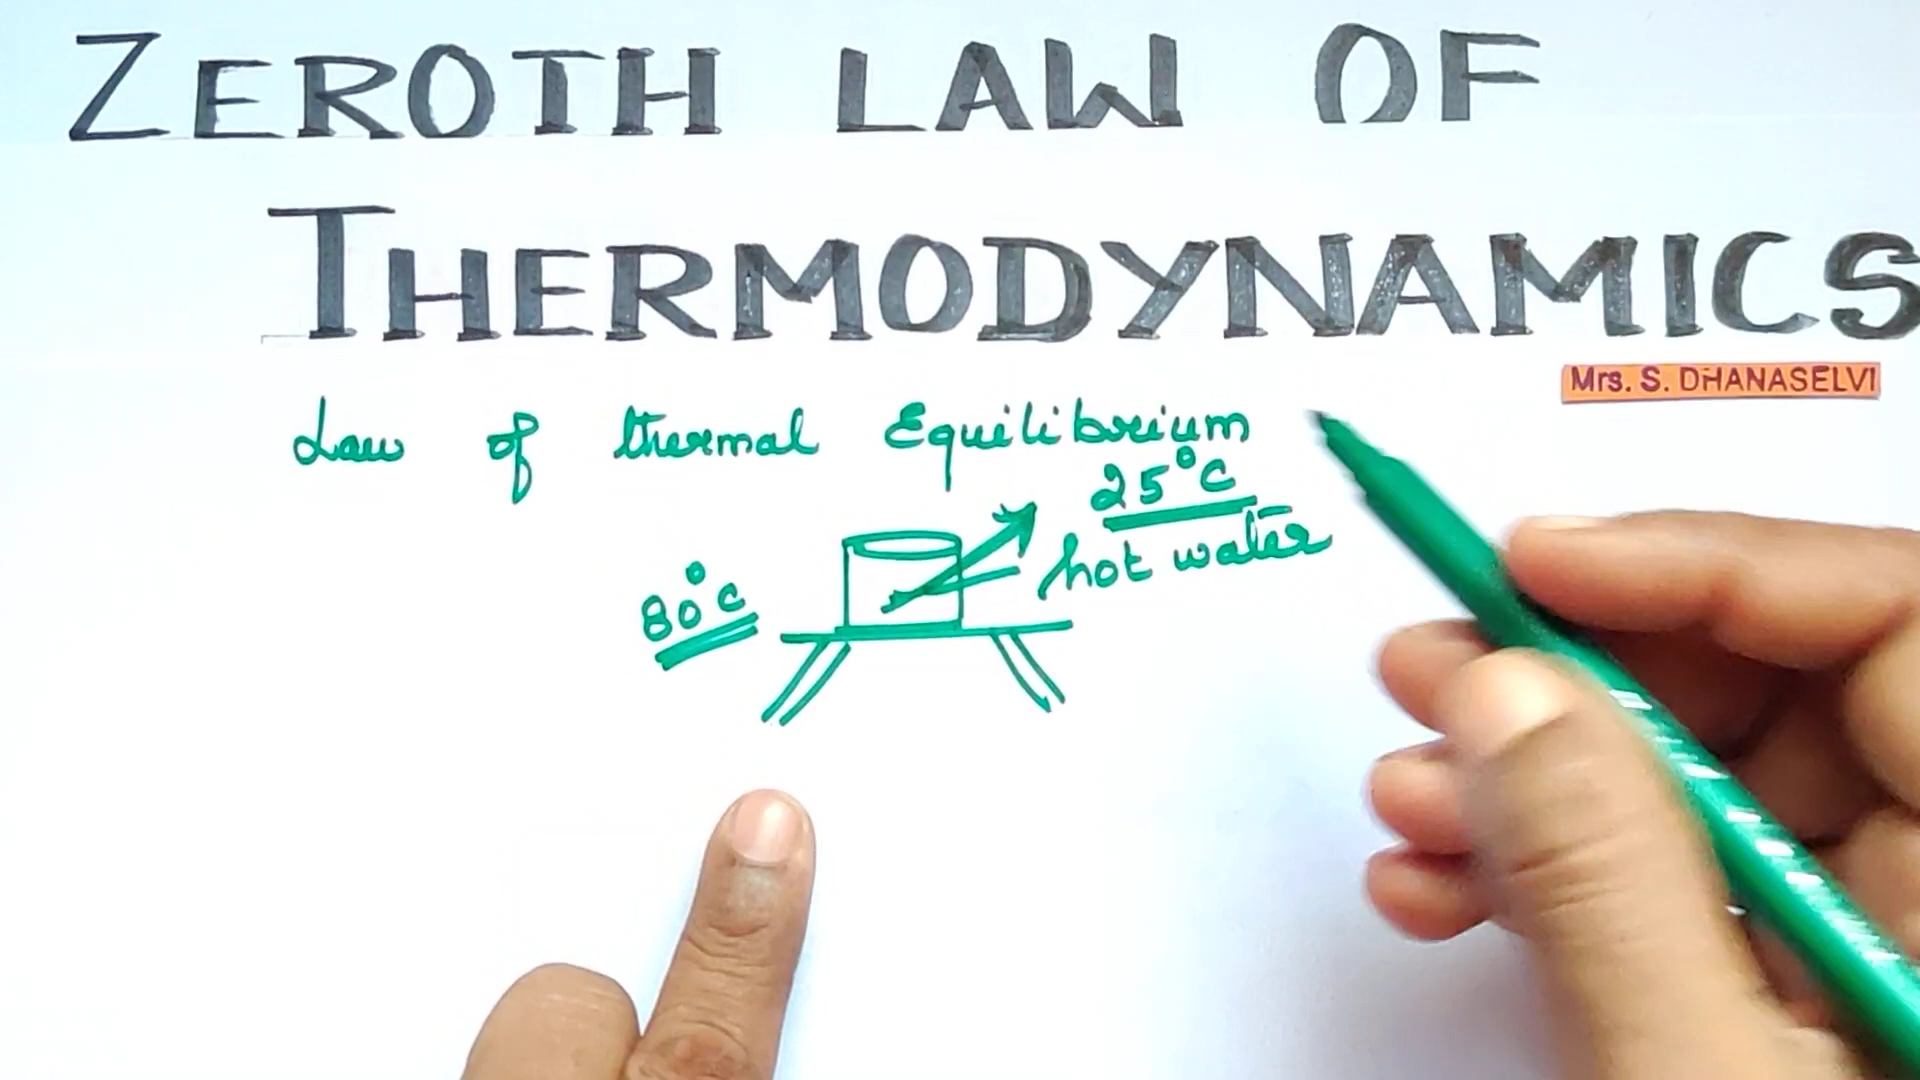 ZEROTH LAW OF
THERMODYNAMICS
Mrs. S. DHANASELVI
Law of thermal Equilibrium
25°C
hot water
80°C